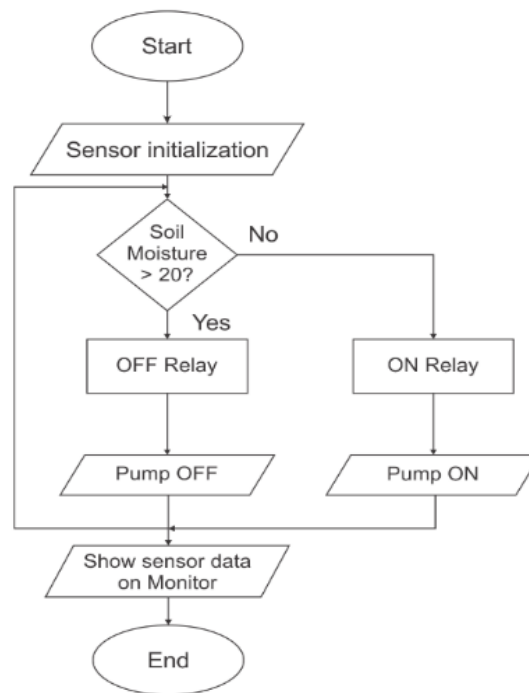 Start
Sensor initialization
Soil
Moisture
> 20?
No
Yes
OFF Relay
ON Relay
Pump OFF
Pump ON
Show sensor data
on Monitor
End